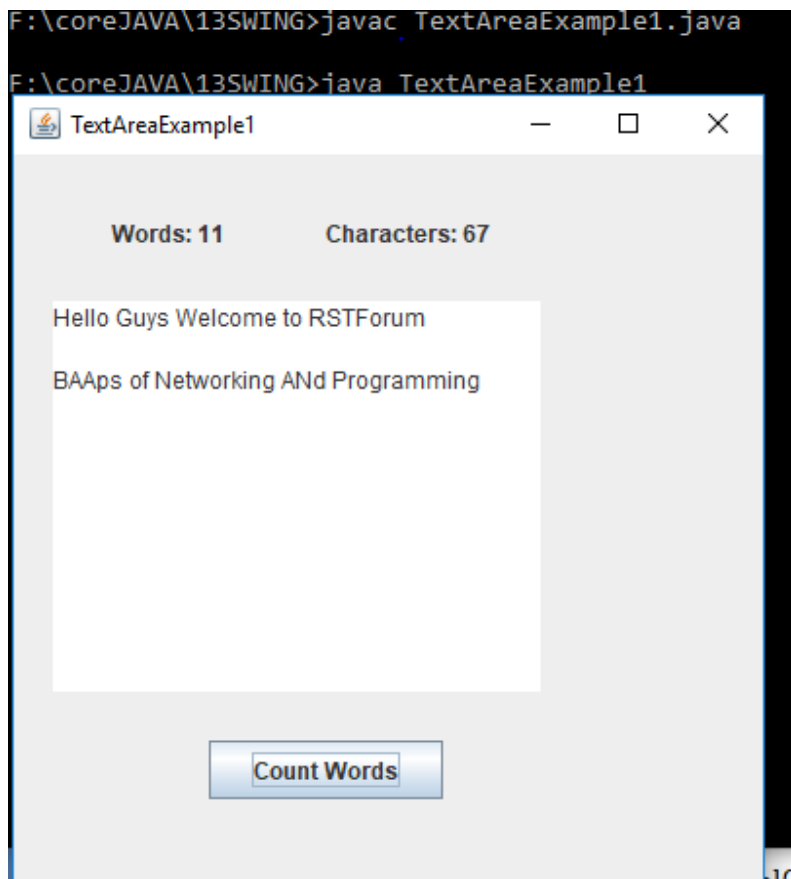 F:\coreJAVA\13SWING>javac TextAreaExample1.java
F:\coreJAVA\13SWING>java TextAreaExample1
TextAreaExample1
Words: 11 Characters: 67
Hello Guys Welcome to RSTForum
BAAps of Networking ANd Programming
Count Words